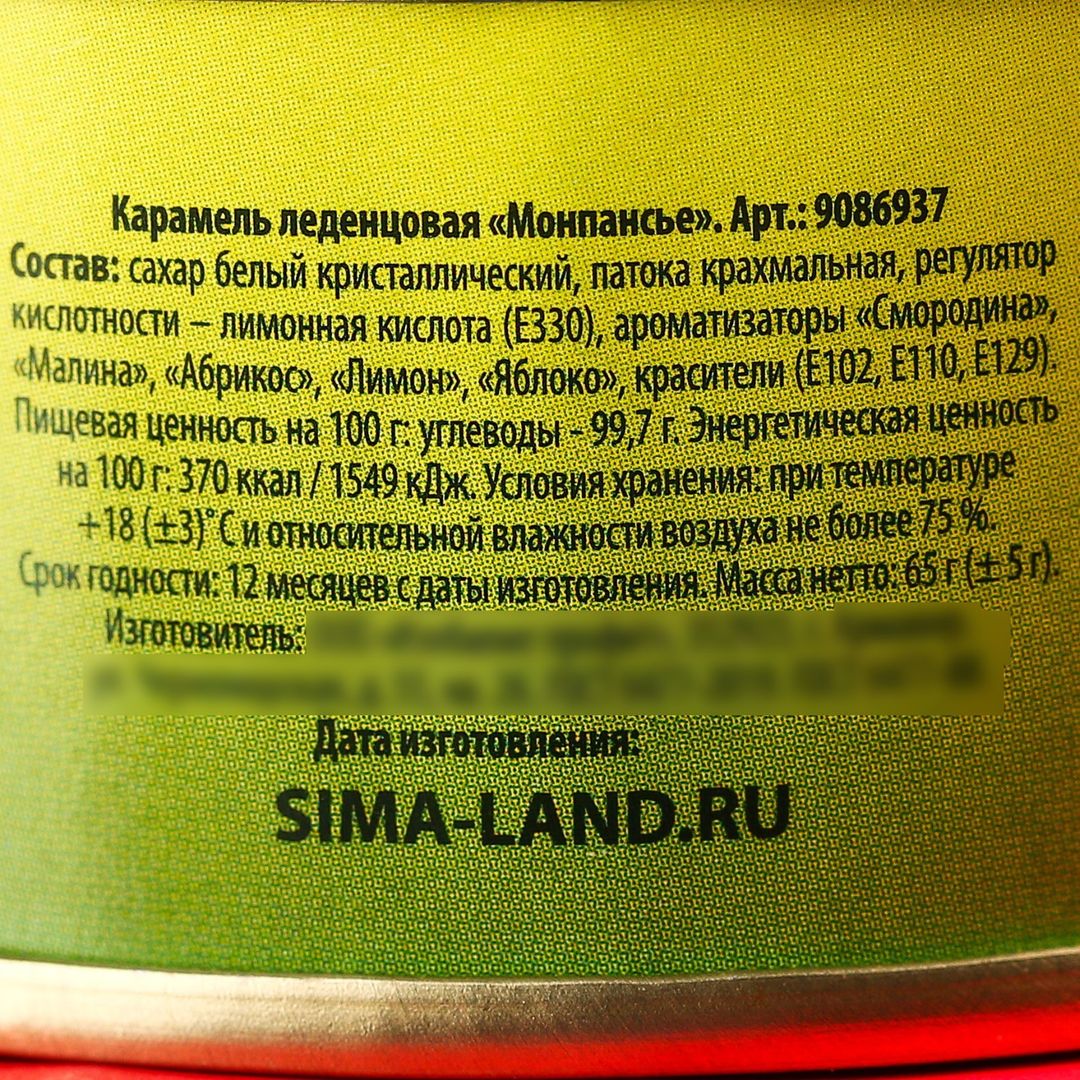 Карамель леденцовая «Монпансье». Арт.: 9086937
Состав: сахар белый кристаллический, патока крахмальная, регулятор
кислотности – лимонная кислота (Е330), ароматизаторы «Смородина»,
«Малина», «Абрикос», «Лимон», «Яблоко», красители (Е102, Е110, Е129).
Пищевая ценность на 100 г: углеводы - 99,7 г. Энергетическая ценность
на 100 г: 370 ккал / 1549 кДж. Условия хранения: при температуре
+18 (±3)°С и относительной влажности воздуха не более 75 %.
Срок годности: 12 месяцев с даты изготовления. Масса нетто: 65 г (± 5 г).
Изготовитель:
Дата изготовления:
SIMA-LAND.RU